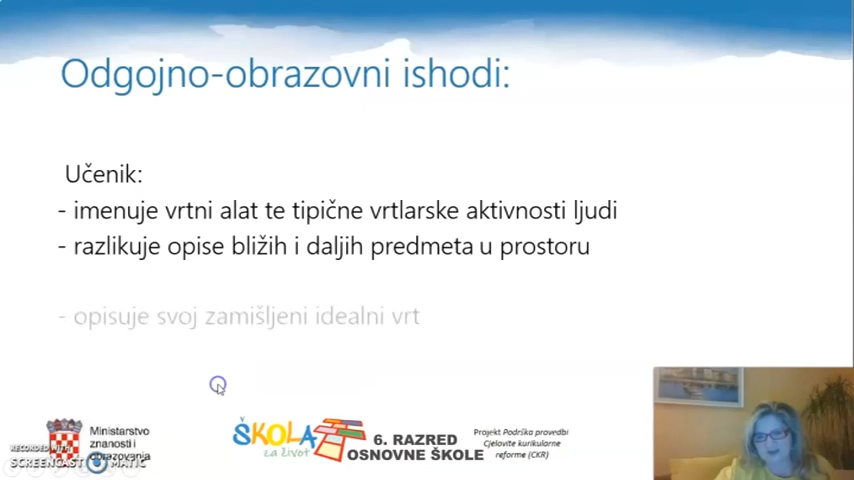 Odgojno-obrazovni ishodi:
Učenik:
- imenuje vrtni alat te tipične vrtlarske aktivnosti ljudi
- razlikuje opise bližih i daljih predmeta u prostoru
- opisuje svoj zamišljeni idealni vrt
Ministarstvo
znanosti i
obrazovanja
RECORDED WITH
SCREENCAST MATIC
ŠKOLA
za život
6. RAZRED
OSNOVNE ŠKOLE
Projekt Podrška provedbi
Cjelovite kurikularne
reforme (CKR)